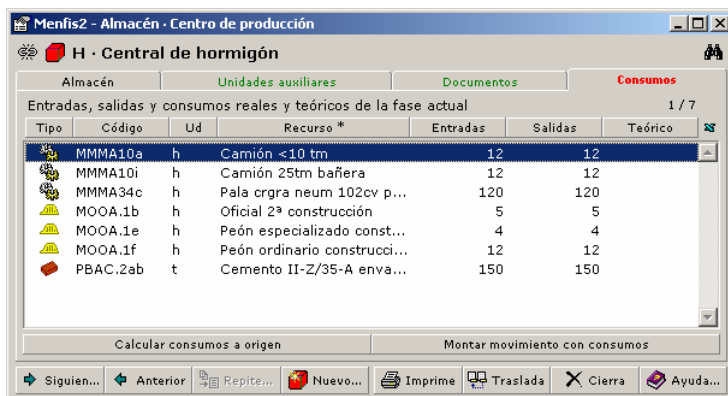 Menfis2 - Almacén · Centro de producción
H · Central de hormigón
Almacén Unidades auxiliares Documentos Consumos
Entradas, salidas y consumos reales y teóricos de la fase actual 1 / 7
Tipo Código Ud Recurso * Entradas Salidas Teórico
MMMA10a h Camión <10 tm 12 12
MMMA10i h Camión 25tm bañera 12 12
MMMA34c h Pala crgra neum 102cv p... 120 120
MOOA.1b h Oficial 2ª construcción 5 5
MOOA.1e h Peón especializado const... 4 4
MOOA.1f h Peón ordinario construcci... 12 12
PBAC.2ab t Cemento II-Z/35-A enva... 150 150
Calcular consumos a origen Montar movimiento con consumos
Siguien... Anterior Repite... Nuevo... Imprime Traslada Cierra Ayuda...